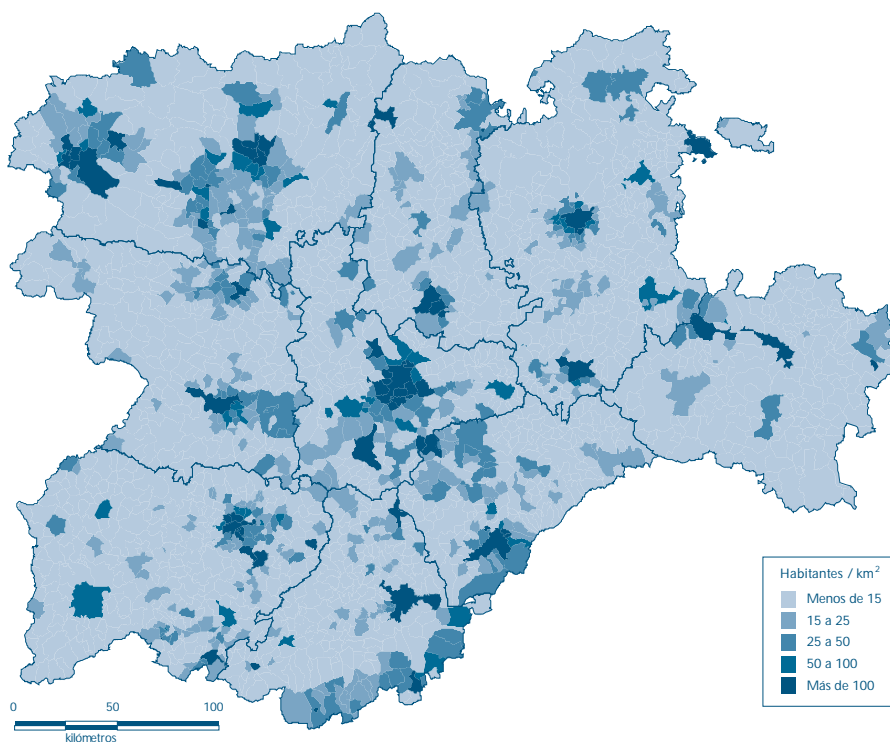 Habitantes / km²
Menos de 15
15 a 25
25 a 50
50 a 100
Más de 100
0 50 100
kilómetros